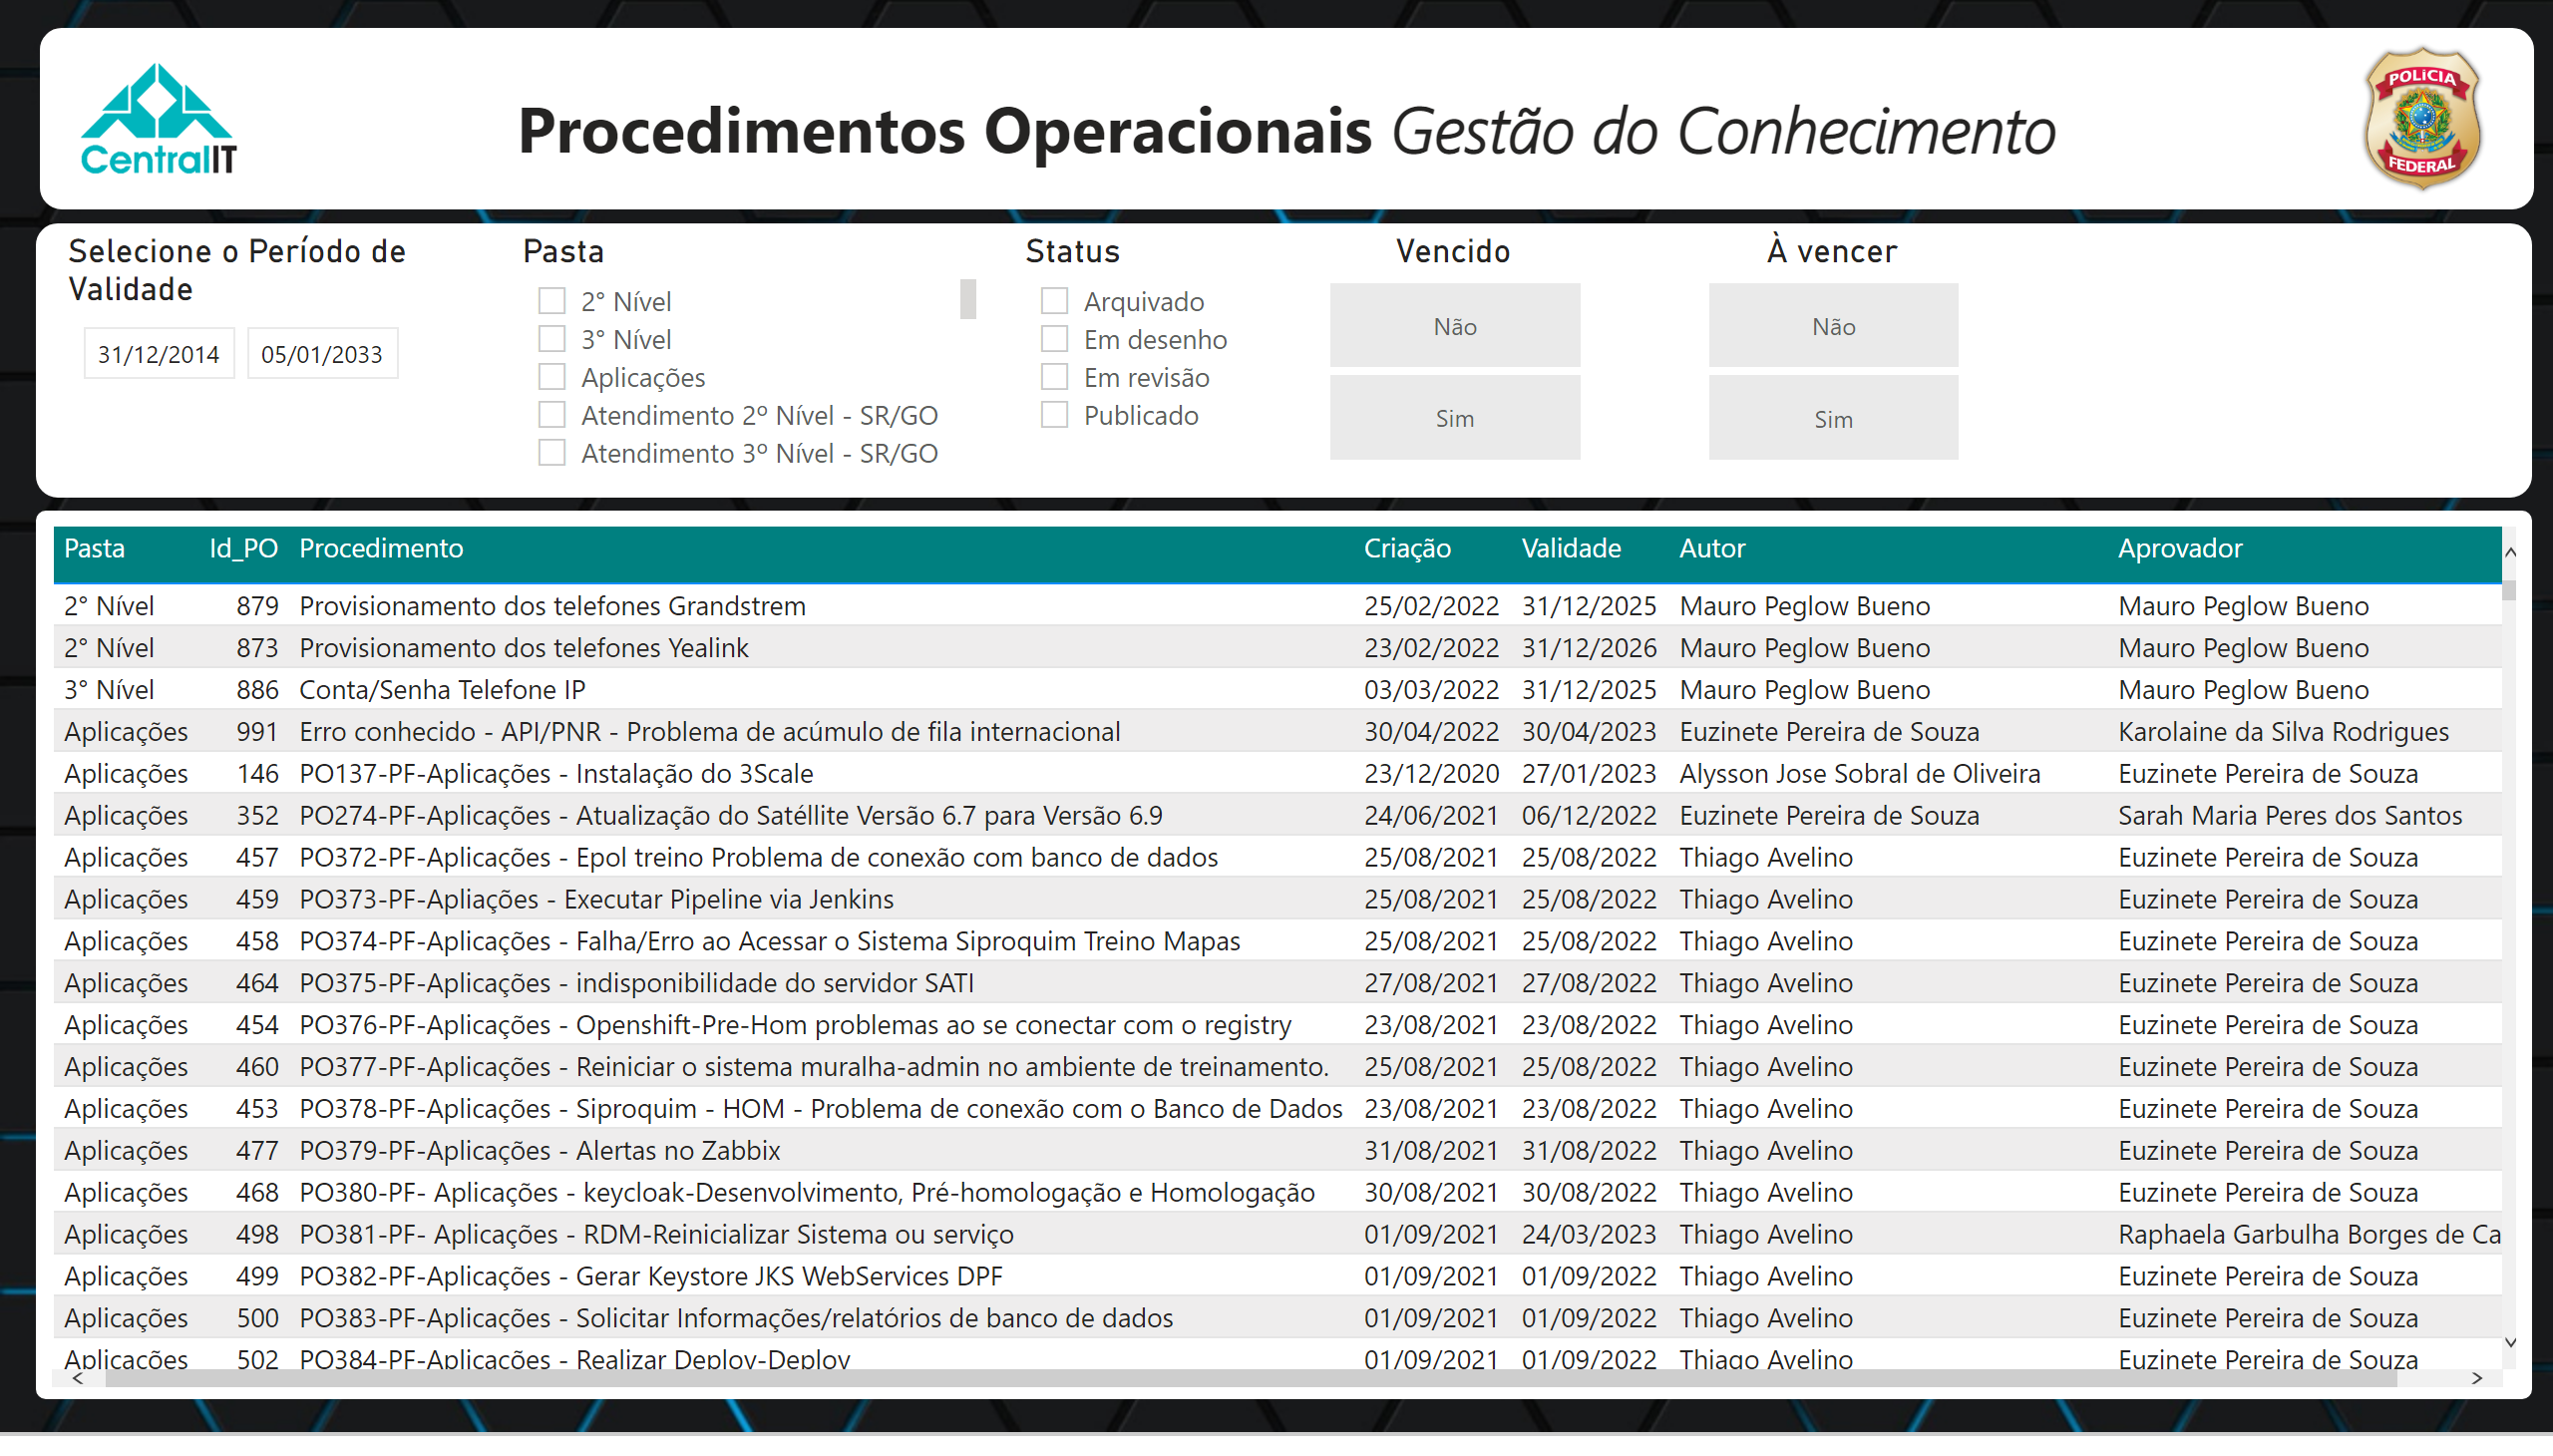 CentralIT
Procedimentos Operacionais Gestão do Conhecimento
POLíCIA
FEDERAL
Selecione o Período de
Validade
31/12/2014 05/01/2033
Pasta
2° Nível
3° Nível
Aplicações
Atendimento 2º Nível - SR/GO
Atendimento 3º Nível - SR/GO
Status
Arquivado
Em desenho
Em revisão
Publicado
Vencido
Não
Sim
À vencer
Não
Sim
Pasta Id_PO Procedimento Criação Validade Autor Aprovador
2° Nível 879 Provisionamento dos telefones Grandstrem 25/02/2022 31/12/2025 Mauro Peglow Bueno Mauro Peglow Bueno
2° Nível 873 Provisionamento dos telefones Yealink 23/02/2022 31/12/2026 Mauro Peglow Bueno Mauro Peglow Bueno
3° Nível 886 Conta/Senha Telefone IP 03/03/2022 31/12/2025 Mauro Peglow Bueno Mauro Peglow Bueno
Aplicações 991 Erro conhecido - API/PNR - Problema de acúmulo de fila internacional 30/04/2022 30/04/2023 Euzinete Pereira de Souza Karolaine da Silva Rodrigues
Aplicações 146 PO137-PF-Aplicações - Instalação do 3Scale 23/12/2020 27/01/2023 Alysson Jose Sobral de Oliveira Euzinete Pereira de Souza
Aplicações 352 PO274-PF-Aplicações - Atualização do Satéllite Versão 6.7 para Versão 6.9 24/06/2021 06/12/2022 Euzinete Pereira de Souza Sarah Maria Peres dos Santos
Aplicações 457 PO372-PF-Aplicações - Epol treino Problema de conexão com banco de dados 25/08/2021 25/08/2022 Thiago Avelino Euzinete Pereira de Souza
Aplicações 459 PO373-PF-Apliações - Executar Pipeline via Jenkins 25/08/2021 25/08/2022 Thiago Avelino Euzinete Pereira de Souza
Aplicações 458 PO374-PF-Aplicações - Falha/Erro ao Acessar o Sistema Siproquim Treino Mapas 25/08/2021 25/08/2022 Thiago Avelino Euzinete Pereira de Souza
Aplicações 464 PO375-PF-Aplicações - indisponibilidade do servidor SATI 27/08/2021 27/08/2022 Thiago Avelino Euzinete Pereira de Souza
Aplicações 454 PO376-PF-Aplicações - Openshift-Pre-Hom problemas ao se conectar com o registry 23/08/2021 23/08/2022 Thiago Avelino Euzinete Pereira de Souza
Aplicações 460 PO377-PF-Aplicações - Reiniciar o sistema muralha-admin no ambiente de treinamento. 25/08/2021 25/08/2022 Thiago Avelino Euzinete Pereira de Souza
Aplicações 453 PO378-PF-Aplicações - Siproquim - HOM - Problema de conexão com o Banco de Dados 23/08/2021 23/08/2022 Thiago Avelino Euzinete Pereira de Souza
Aplicações 477 PO379-PF-Aplicações - Alertas no Zabbix 31/08/2021 31/08/2022 Thiago Avelino Euzinete Pereira de Souza
Aplicações 468 PO380-PF- Aplicações - keycloak-Desenvolvimento, Pré-homologação e Homologação 30/08/2021 30/08/2022 Thiago Avelino Euzinete Pereira de Souza
Aplicações 498 PO381-PF- Aplicações - RDM-Reinicializar Sistema ou serviço 01/09/2021 24/03/2023 Thiago Avelino Raphaela Garbulha Borges de Ca
Aplicações 499 PO382-PF-Aplicações - Gerar Keystore JKS WebServices DPF 01/09/2021 01/09/2022 Thiago Avelino Euzinete Pereira de Souza
Aplicações 500 PO383-PF-Aplicações - Solicitar Informações/relatórios de banco de dados 01/09/2021 01/09/2022 Thiago Avelino Euzinete Pereira de Souza
Aplicações 502 PO384-PF-Aplicações - Realizar Deploy-Deploy 01/09/2021 01/09/2022 Thiago Avelino Euzinete Pereira de Souza